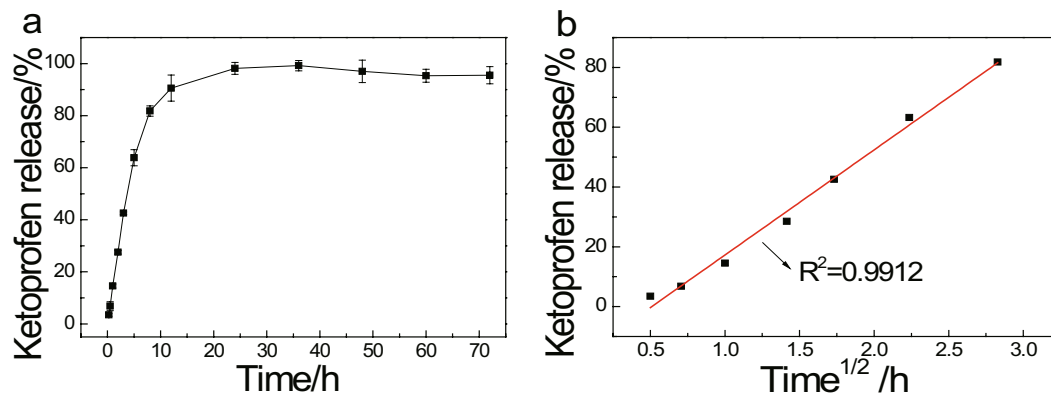 a
Ketoprofen release/%
100
80
60
40
20
0
0 10 20 30 40 50 60 70
Time/h
b
Ketoprofen release/%
80
60
40
20
0
R²=0.9912
0.5 1.0 1.5 2.0 2.5 3.0
Time^1/2 /h